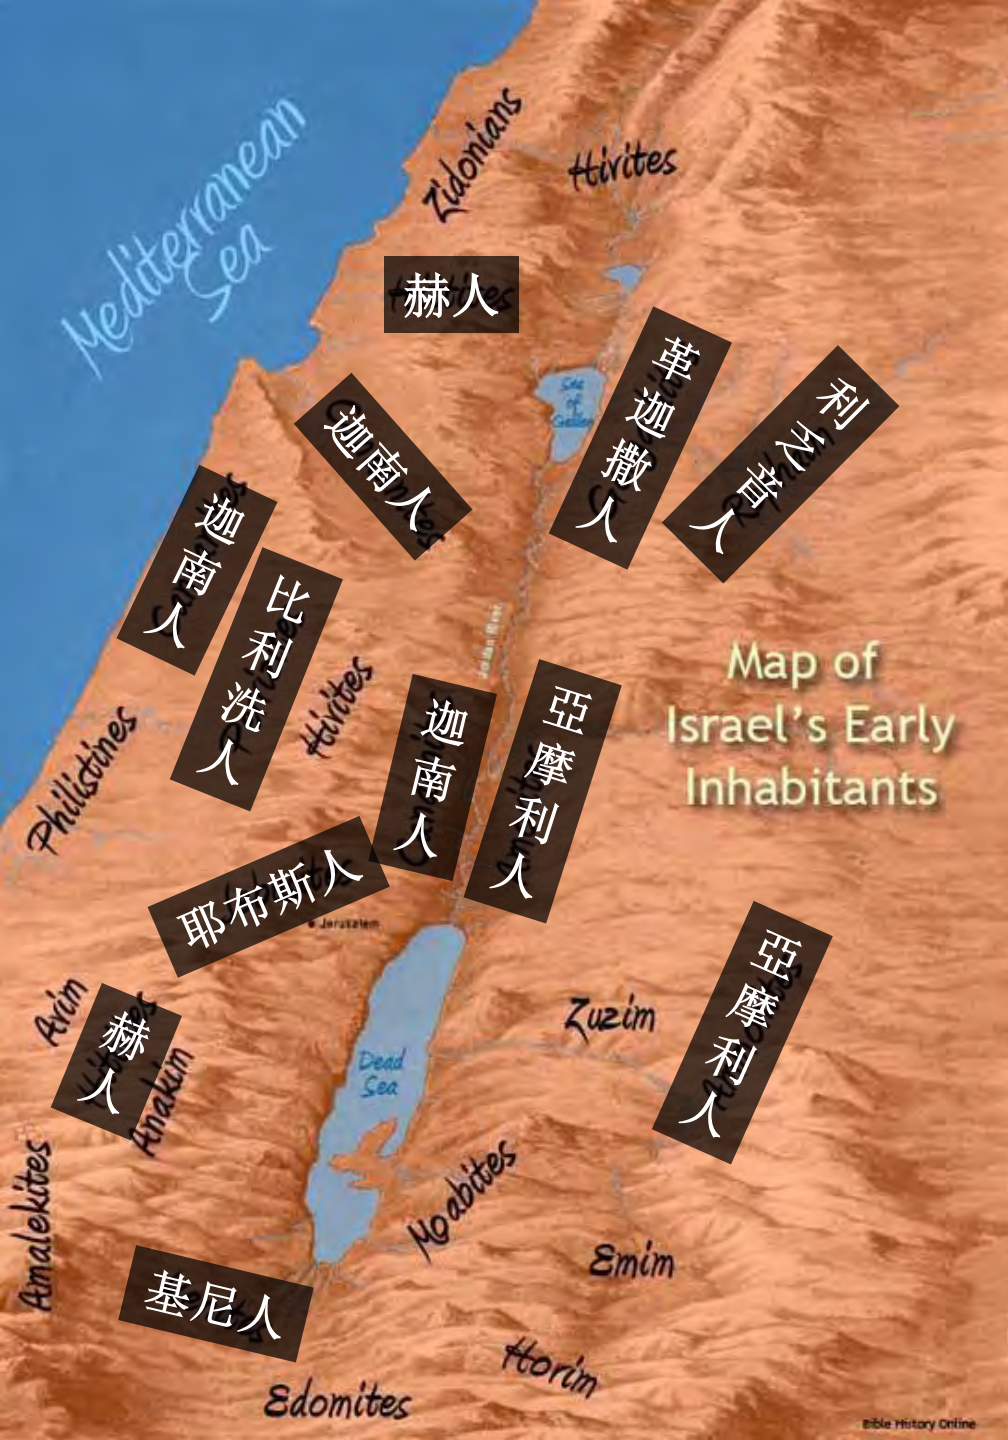 Mediterranean
Sea
Zidonians
Hivites
赫人
Sea
of
Galilee
革迦撒人
利乏音人
迦南人
迦南人
比利洗人
Hivites
Jordan River
迦南人
亞摩利人
Map of
Israel's Early
Inhabitants
Philistines
耶布斯人
Jerusalem
亞摩利人
Avim
赫人
Anakim
Zuzim
Dead
Sea
Amalekites
Moabites
Emim
基尼人
Horim
Edomites
Bible History Online